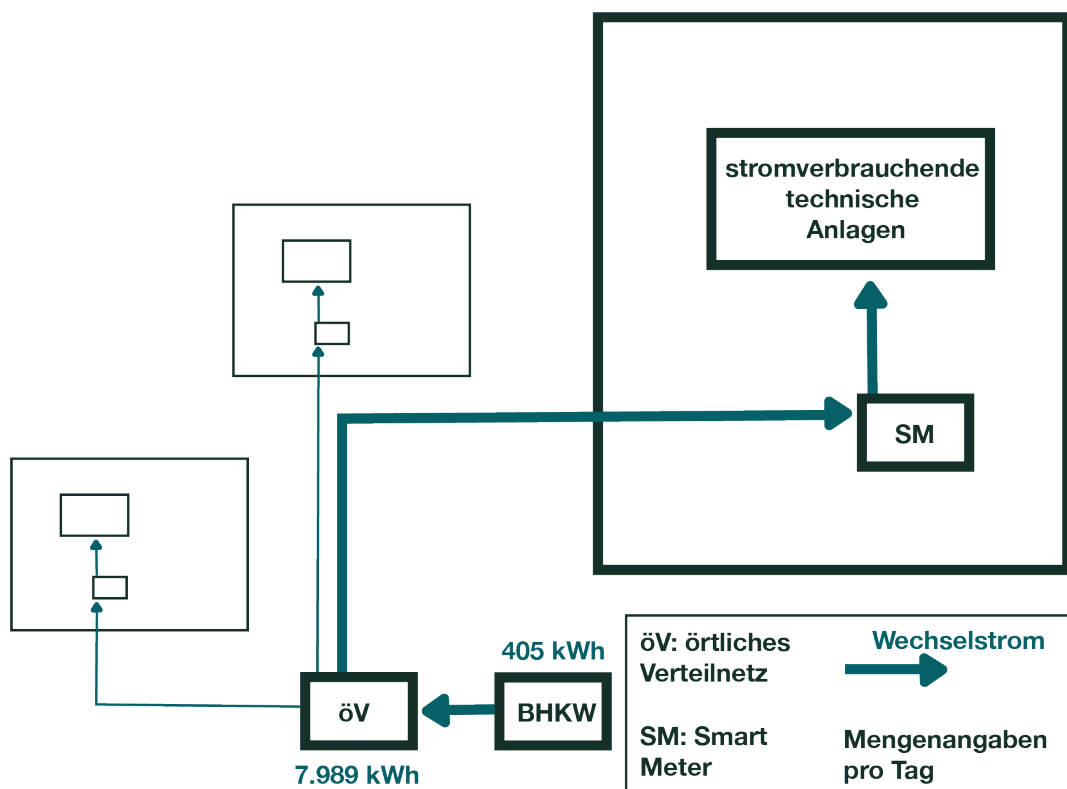 stromverbrauchende
technische
Anlagen
SM
405 kWh
öV
BHKW
7.989 kWh
öV: örtliches
Verteilnetz
Wechselstrom
SM: Smart
Meter
Mengenangaben
pro Tag